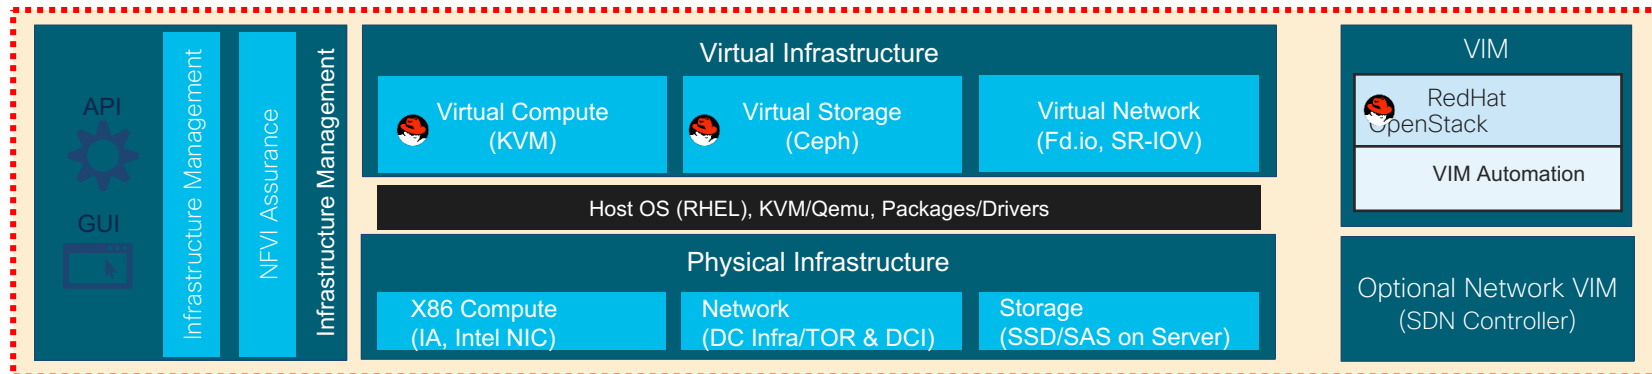 API
GUI
Infrastructure Management
NFVI Assurance
Infrastructure Management
Virtual Infrastructure
Virtual Compute
(KVM)
Virtual Storage
(Ceph)
Virtual Network
(Fd.io, SR-IOV)
Host OS (RHEL), KVM/Qemu, Packages/Drivers
Physical Infrastructure
X86 Compute
(IA, Intel NIC)
Network
(DC Infra/TOR & DCI)
Storage
(SSD/SAS on Server)
VIM
RedHat
OpenStack
VIM Automation
Optional Network VIM
(SDN Controller)